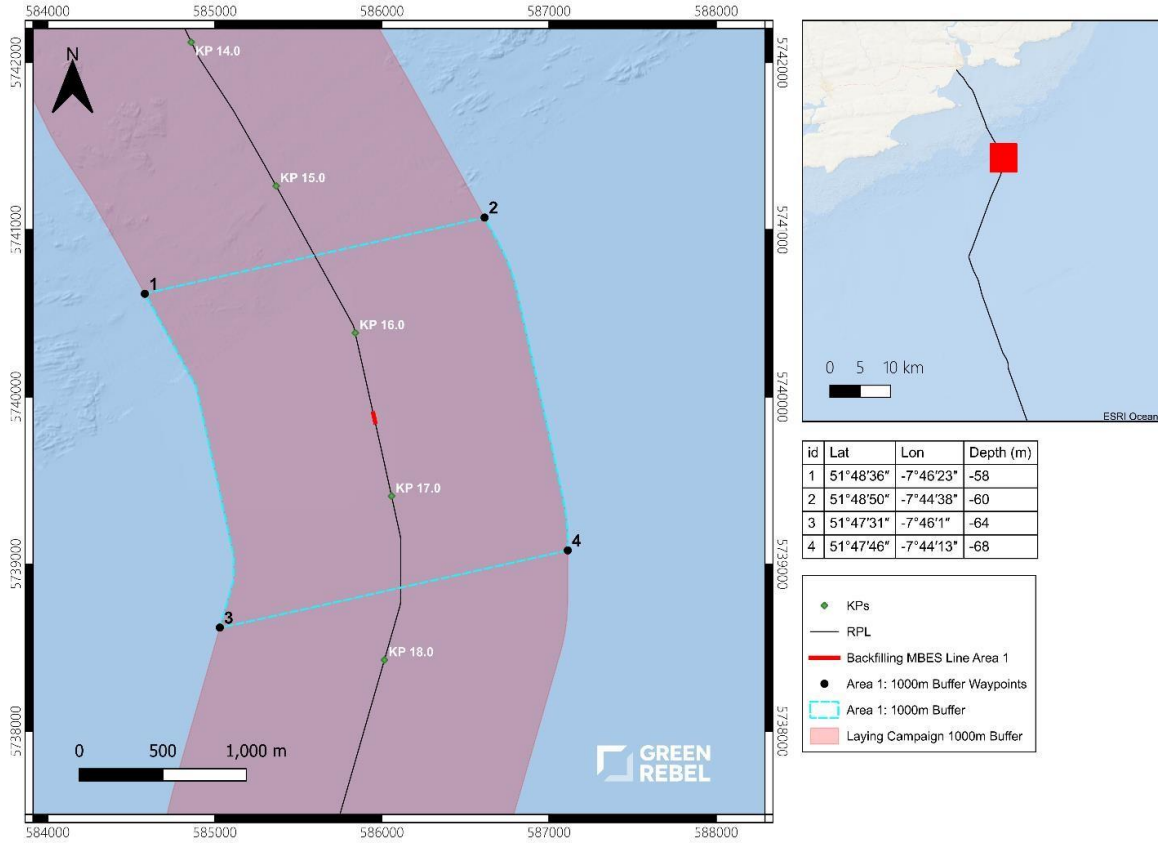 584000 585000 586000 587000 588000
N
KP 14.0
5742000 5742000
KP 15.0
2
5741000 5741000
1
KP 16.0
5740000 5740000
KP 17.0
4
5739000 5739000
3
KP 18.0
5738000 5738000
0 500 1,000 m
GREEN
REBEL
584000 585000 586000 587000 588000
0 5 10 km
ESRI Ocean
id Lat Lon Depth (m)
1 51°48'36" -7°46'23" -58
2 51°48'50" -7°44'38" -60
3 51°47'31" -7°46'1" -64
4 51°47'46" -7°44'13" -68
KPs
RPL
Backfilling MBES Line Area 1
Area 1: 1000m Buffer Waypoints
Area 1: 1000m Buffer
Laying Campaign 1000m Buffer